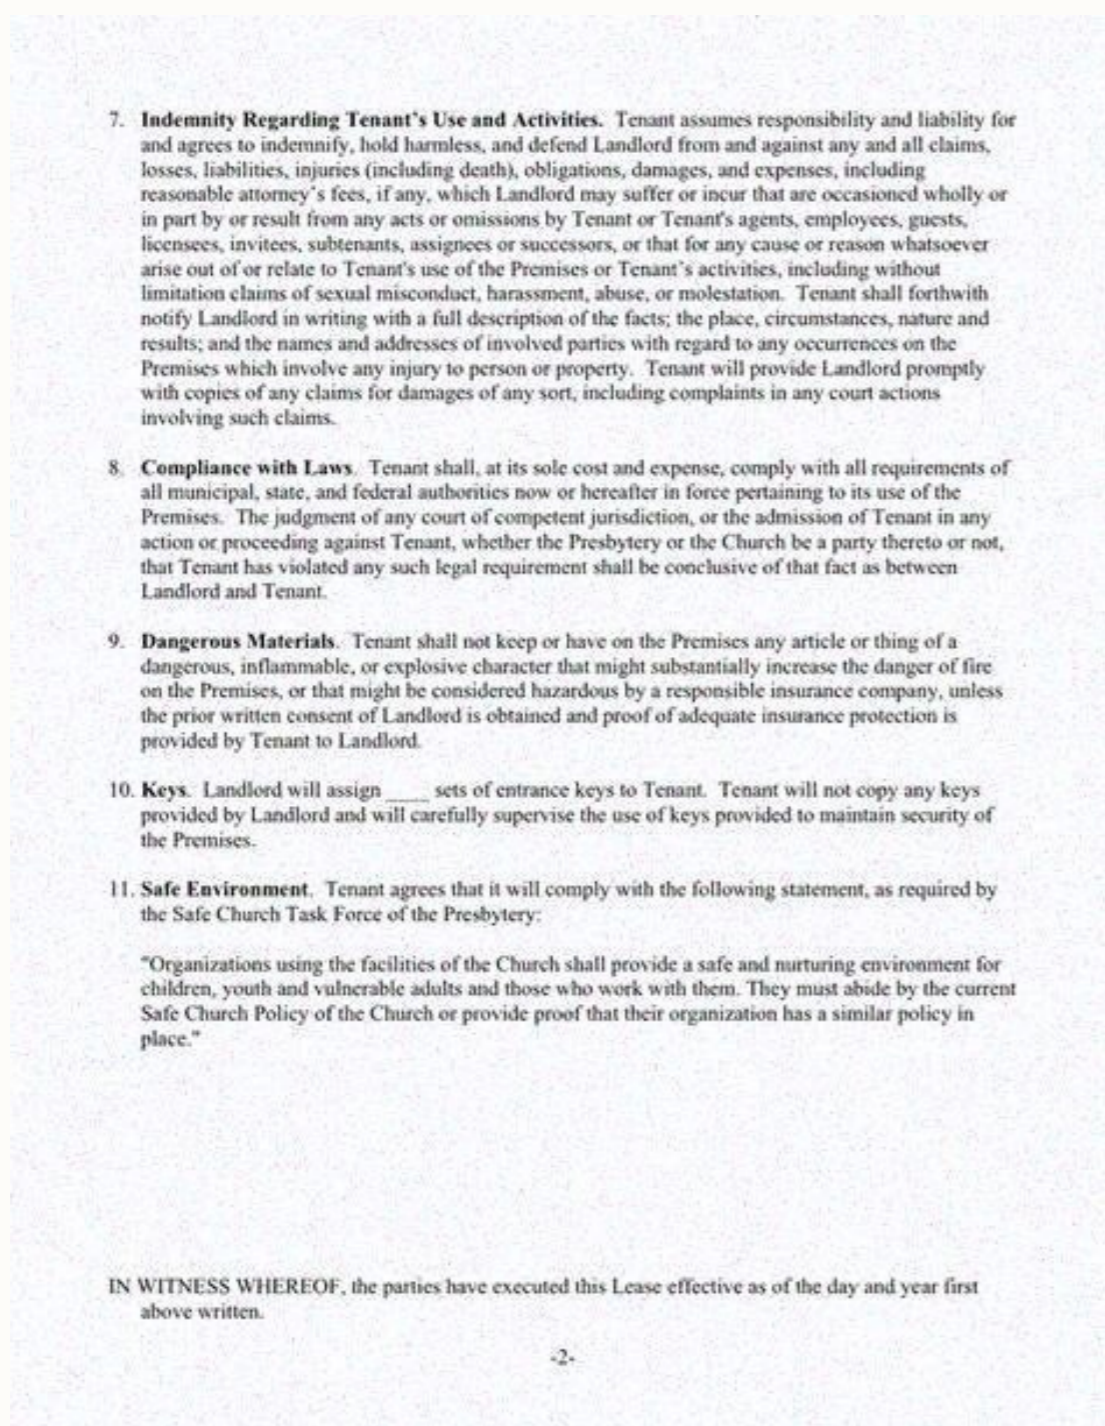 7. Indemnity Regarding Tenant's Use and Activities. Tenant assumes responsibility and liability for
and agrees to indemnify, hold harmless, and defend Landlord from and against any and all claims,
losses, liabilities, injuries (including death), obligations, damages, and expenses, including
reasonable attorney's fees, if any, which Landlord may suffer or incur that are occasioned wholly or
in part by or result from any acts or omissions by Tenant or Tenant's agents, employees, guests,
licensees, invitees, subtenants, assignees or successors, or that for any cause or reason whatsoever
arise out of or relate to Tenant's use of the Premises or Tenant's activities, including without
limitation claims of sexual misconduct, harassment, abuse, or molestation. Tenant shall forthwith
notify Landlord in writing with a full description of the facts; the place, circumstances, nature and
results; and the names and addresses of involved parties with regard to any occurrences on the
Premises which involve any injury to person or property. Tenant will provide Landlord promptly
with copies of any claims for damages of any sort, including complaints in any court actions
involving such claims.
8. Compliance with Laws. Tenant shall, at its sole cost and expense, comply with all requirements of
all municipal, state, and federal authorities now or hereafter in force pertaining to its use of the
Premises. The judgment of any court of competent jurisdiction, or the admission of Tenant in any
action or proceeding against Tenant, whether the Presbytery or the Church be a party thereto or not,
that Tenant has violated any such legal requirement shall be conclusive of that fact as between
Landlord and Tenant.
9. Dangerous Materials. Tenant shall not keep or have on the Premises any article or thing of a
dangerous, inflammable, or explosive character that might substantially increase the danger of fire
on the Premises, or that might be considered hazardous by a responsible insurance company, unless
the prior written consent of Landlord is obtained and proof of adequate insurance protection is
provided by Tenant to Landlord.
10. Keys. Landlord will assign ____ sets of entrance keys to Tenant. Tenant will not copy any keys
provided by Landlord and will carefully supervise the use of keys provided to maintain security of
the Premises.
11. Safe Environment. Tenant agrees that it will comply with the following statement, as required by
the Safe Church Task Force of the Presbytery:
"Organizations using the facilities of the Church shall provide a safe and nurturing environment for
children, youth and vulnerable adults and those who work with them. They must abide by the current
Safe Church Policy of the Church or provide proof that their organization has a similar policy in
place."
IN WITNESS WHEREOF, the parties have executed this Lease effective as of the day and year first
above written.
-2-